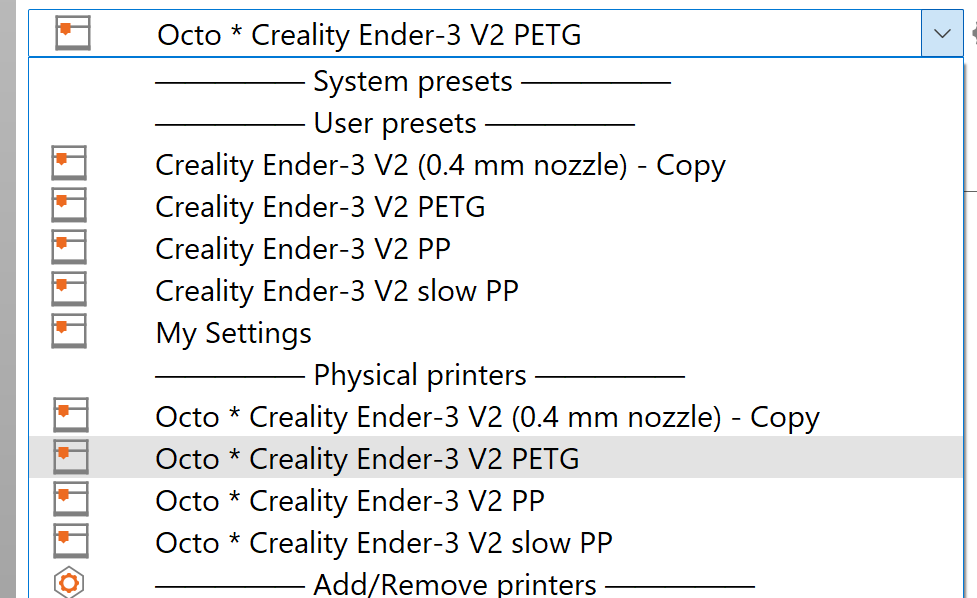 Octo * Creality Ender-3 V2 PETG
System presets
User presets
Creality Ender-3 V2 (0.4 mm nozzle) - Copy
Creality Ender-3 V2 PETG
Creality Ender-3 V2 PP
Creality Ender-3 V2 slow PP
My Settings
Physical printers
Octo * Creality Ender-3 V2 (0.4 mm nozzle) - Copy
Octo * Creality Ender-3 V2 PETG
Octo * Creality Ender-3 V2 PP
Octo * Creality Ender-3 V2 slow PP
Add/Remove printers